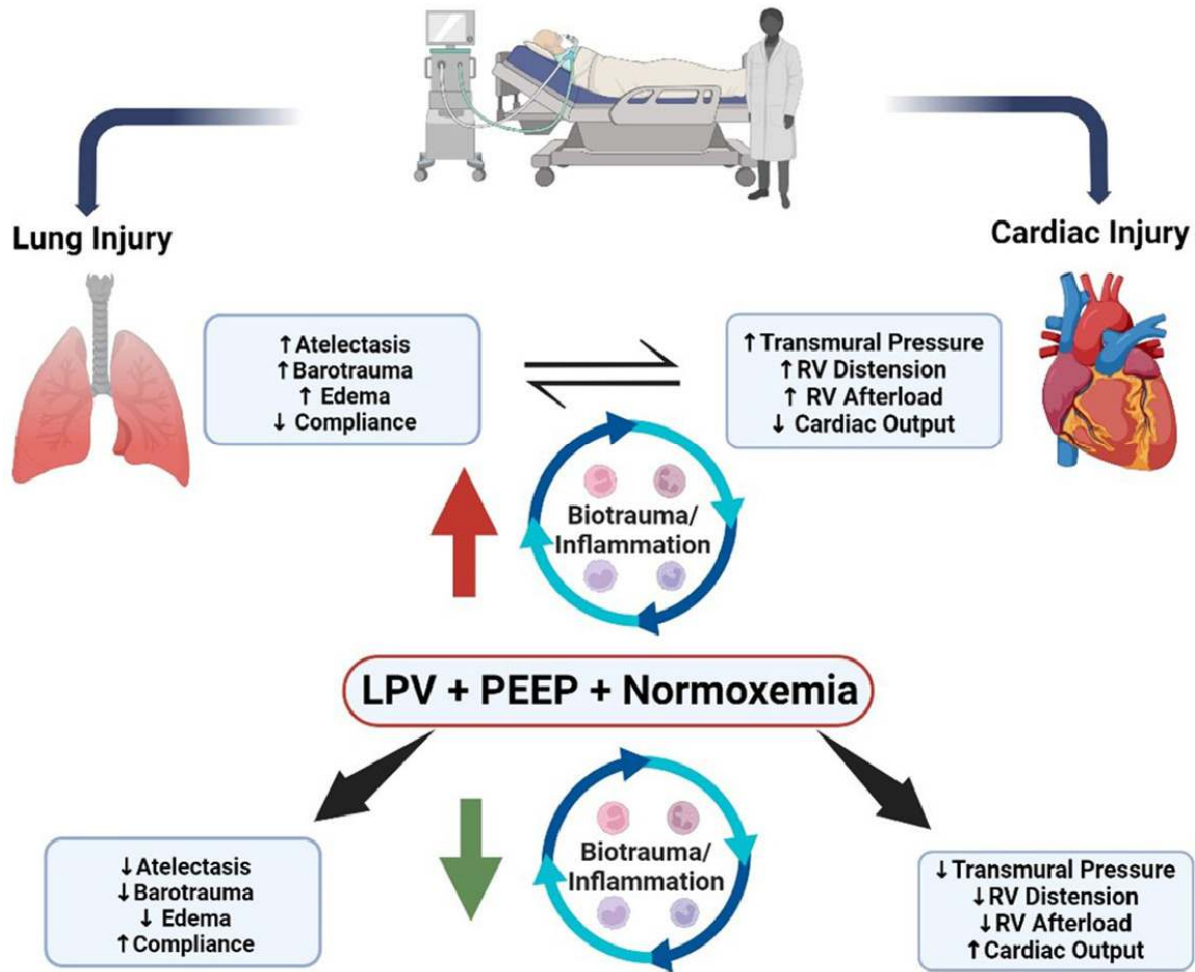 Lung Injury
Cardiac Injury
↑Atelectasis
↑Barotrauma
↑ Edema
↓ Compliance
↑Transmural Pressure
↑RV Distension
↑ RV Afterload
↓ Cardiac Output
Biotrauma/
Inflammation
LPV + PEEP + Normoxemia
↓Atelectasis
↓Barotrauma
↓ Edema
↑Compliance
Biotrauma/
Inflammation
↓Transmural Pressure
↓RV Distension
↓RV Afterload
↑Cardiac Output